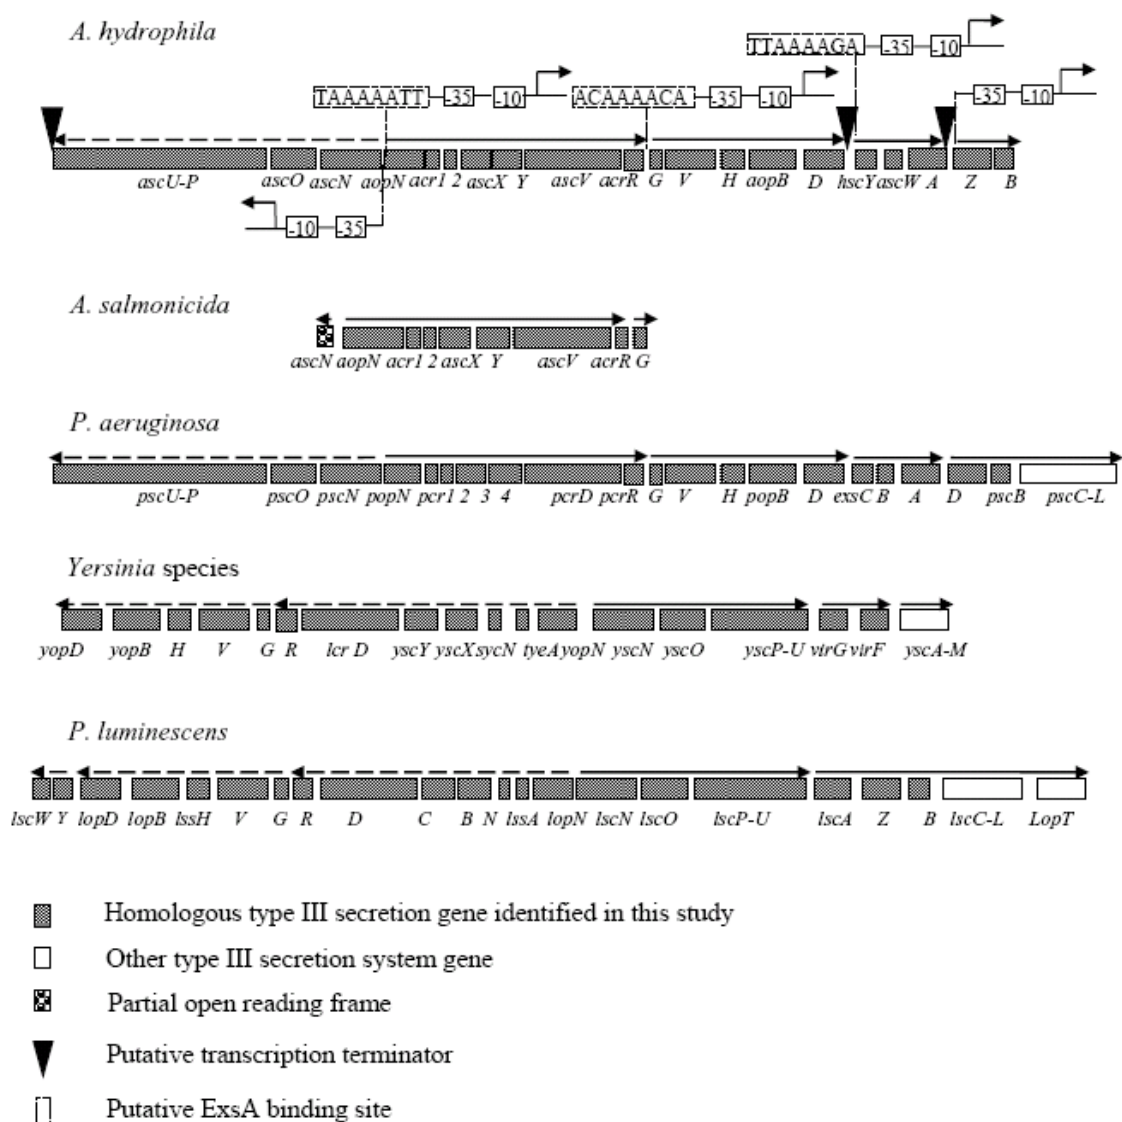 A. hydrophila
TTAAAAGA -35 -10
TAAAAATT -35 -10 ACAAAACA -35 -10 -35 -10
ascU-P ascO ascN aopN acr1 2 ascX Y ascV acrR G V H aopB D hscY ascW A Z B
-10 -35
A. salmonicida
ascN aopN acr1 2 ascX Y ascV acrR G
P. aeruginosa
pscU-P pscO pscN popN pcr1 2 3 4 pcrD pcrR G V H popB D exsC B A D pscB pscC-L
Yersinia species
yopD yopB H V G R lcr D yscY yscX sycN tyeA yopN yscN yscO yscP-U virG virF yscA-M
P. luminescens
lscW Y lopD lopB lssH V G R D C B N lssA lopN lscN lscO lscP-U lscA Z B lscC-L LopT
Homologous type III secretion gene identified in this study
Other type III secretion system gene
Partial open reading frame
Putative transcription terminator
Putative ExsA binding site